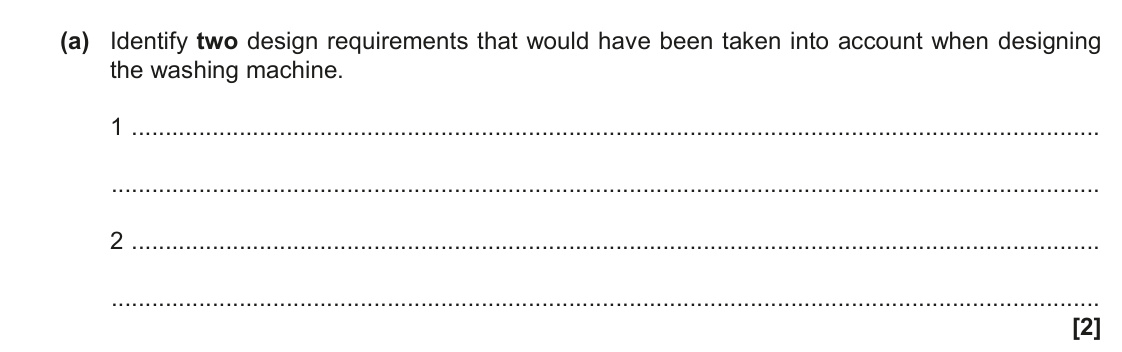 (a) Identify two design requirements that would have been taken into account when designing
the washing machine.
1 ..........................................................................................................................................
..............................................................................................................................................
2 ..........................................................................................................................................
..............................................................................................................................................
[2]